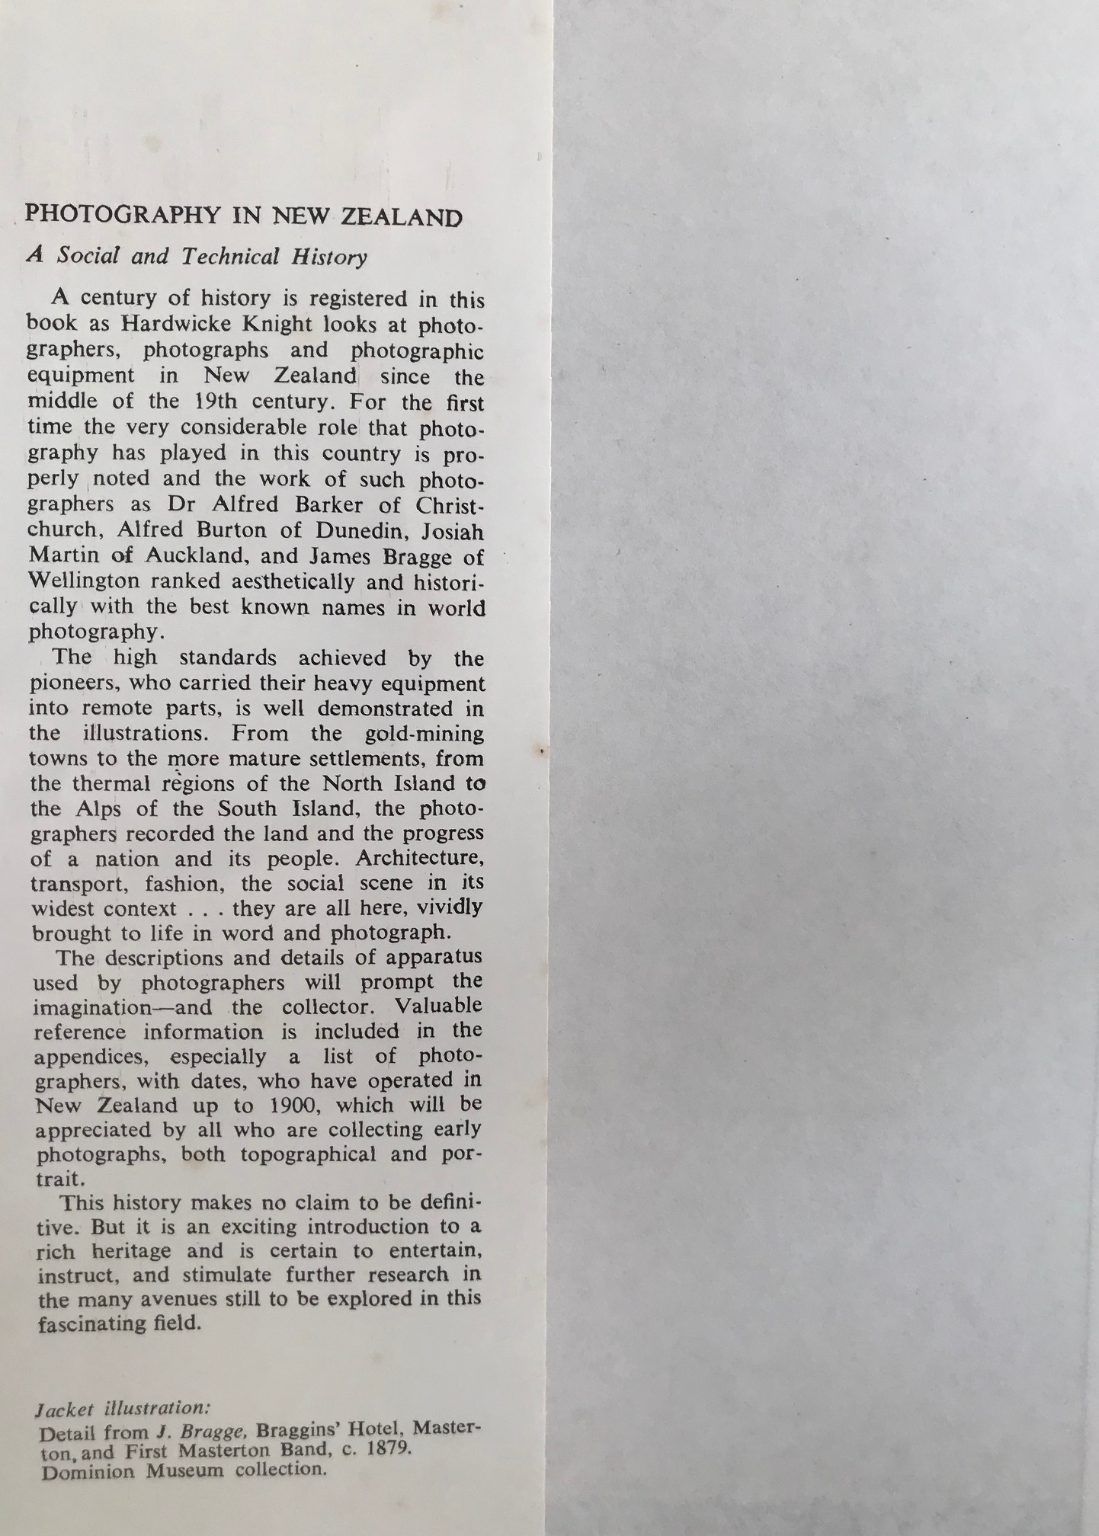 PHOTOGRAPHY IN NEW ZEALAND
A Social and Technical History
A century of history is registered in this
book as Hardwicke Knight looks at photo-
graphers, photographs and photographic
equipment in New Zealand since the
middle of the 19th century. For the first
time the very considerable role that photo-
graphy has played in this country is pro-
perly noted and the work of such photo-
graphers as Dr Alfred Barker of Christ-
church, Alfred Burton of Dunedin, Josiah
Martin of Auckland, and James Bragge of
Wellington ranked aesthetically and histori-
cally with the best known names in world
photography.
The high standards achieved by the
pioneers, who carried their heavy equipment
into remote parts, is well demonstrated in
the illustrations. From the gold-mining
towns to the more mature settlements, from
the thermal regions of the North Island to
the Alps of the South Island, the photo-
graphers recorded the land and the progress
of a nation and its people. Architecture,
transport, fashion, the social scene in its
widest context . . . they are all here, vividly
brought to life in word and photograph.
The descriptions and details of apparatus
used by photographers will prompt the
imagination—and the collector. Valuable
reference information is included in the
appendices, especially a list of photo-
graphers, with dates, who have operated in
New Zealand up to 1900, which will be
appreciated by all who are collecting early
photographs, both topographical and por-
trait.
This history makes no claim to be defini-
tive. But it is an exciting introduction to a
rich heritage and is certain to entertain,
instruct, and stimulate further research in
the many avenues still to be explored in this
fascinating field.
Jacket illustration:
Detail from J. Bragge, Braggins' Hotel, Master-
ton, and First Masterton Band, c. 1879.
Dominion Museum collection.